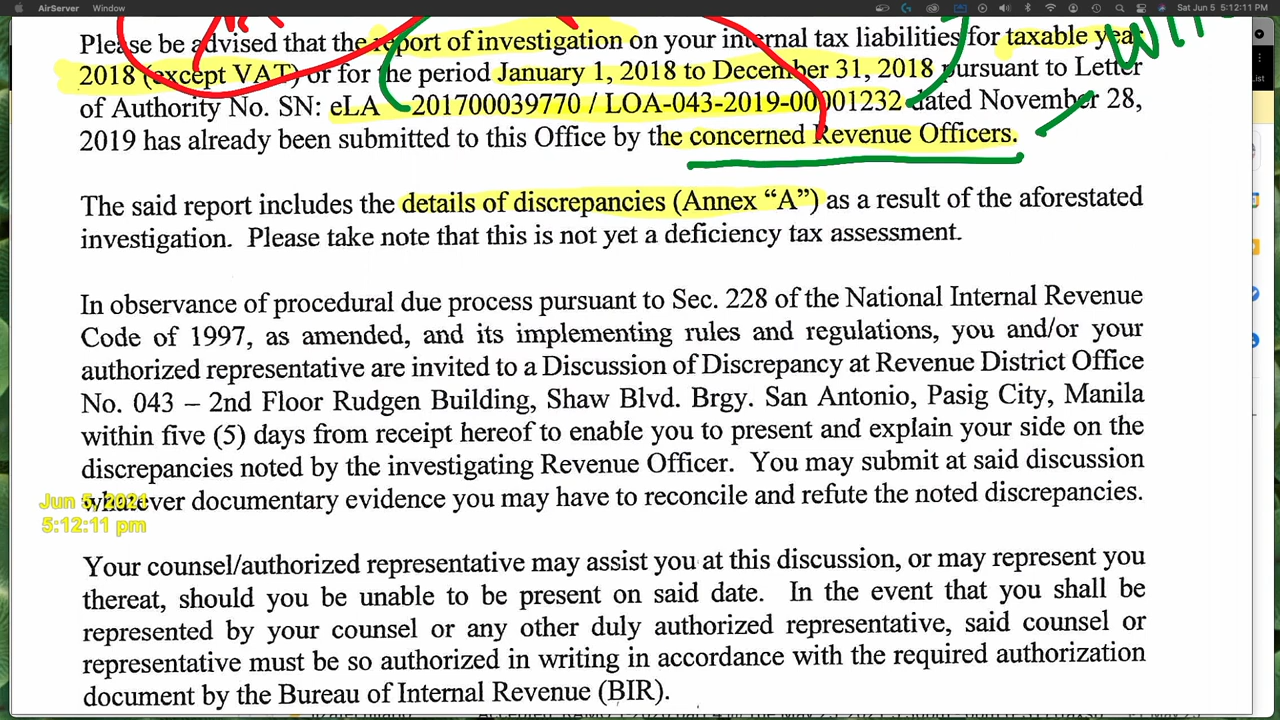 AirServer Window Sat Jun 5 5:12:11 PM
Please be advised that the report of investigation on your internal tax liabilities for taxable year
2018 (except VAT) or for the period January 1, 2018 to December 31, 2018 pursuant to Letter
of Authority No. SN: eLA 201700039770 / LOA-043-2019-00001232 dated November 28,
2019 has already been submitted to this Office by the concerned Revenue Officers.
The said report includes the details of discrepancies (Annex “A”) as a result of the aforestated
investigation. Please take note that this is not yet a deficiency tax assessment.
In observance of procedural due process pursuant to Sec. 228 of the National Internal Revenue
Code of 1997, as amended, and its implementing rules and regulations, you and/or your
authorized representative are invited to a Discussion of Discrepancy at Revenue District Office
No. 043 – 2nd Floor Rudgen Building, Shaw Blvd. Brgy. San Antonio, Pasig City, Manila
within five (5) days from receipt hereof to enable you to present and explain your side on the
discrepancies noted by the investigating Revenue Officer. You may submit at said discussion
whatever documentary evidence you may have to reconcile and refute the noted discrepancies.
Jun 5, 2021
5:12:11 pm
Your counsel/authorized representative may assist you at this discussion, or may represent you
thereat, should you be unable to be present on said date. In the event that you shall be
represented by your counsel or any other duly authorized representative, said counsel or
representative must be so authorized in writing in accordance with the required authorization
document by the Bureau of Internal Revenue (BIR).